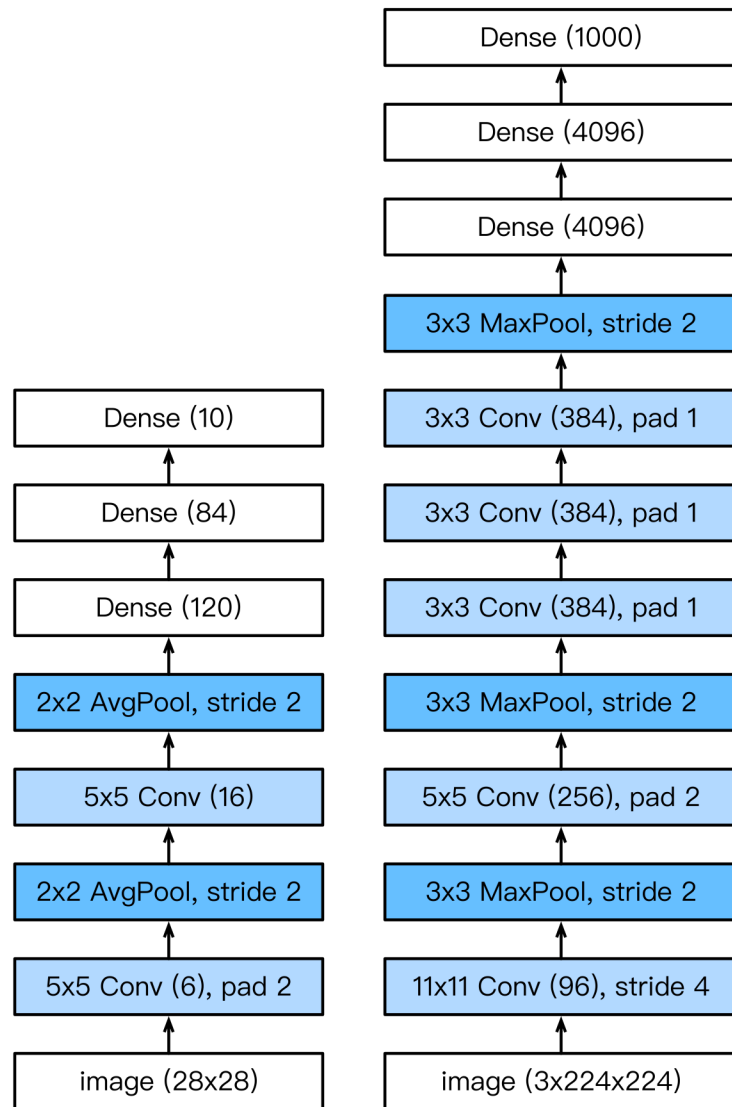 Dense (10)
Dense (84)
Dense (120)
2x2 AvgPool, stride 2
5x5 Conv (16)
2x2 AvgPool, stride 2
5x5 Conv (6), pad 2
image (28x28)
Dense (1000)
Dense (4096)
Dense (4096)
3x3 MaxPool, stride 2
3x3 Conv (384), pad 1
3x3 Conv (384), pad 1
3x3 Conv (384), pad 1
3x3 MaxPool, stride 2
5x5 Conv (256), pad 2
3x3 MaxPool, stride 2
11x11 Conv (96), stride 4
image (3x224x224)